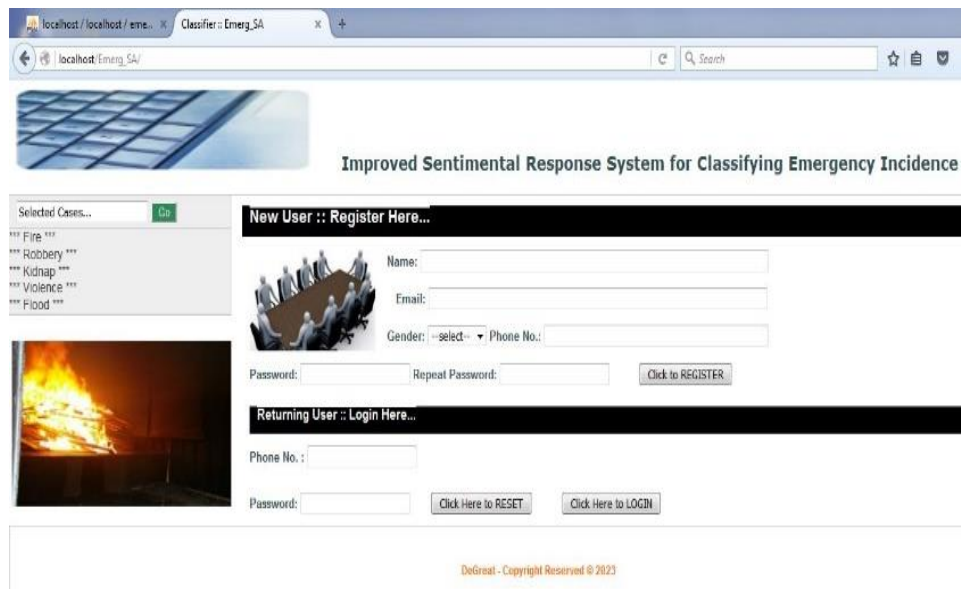 localhost / localhost / eme...
Classifier :: Emerg_SA
localhost/Emerg_SA/
Search
Improved Sentimental Response System for Classifying Emergency Incidence
Selected Cases...
Go
*** Fire ***
*** Robbery ***
*** Kidnap ***
*** Violence ***
*** Flood ***
New User :: Register Here...
Name:
Email:
Gender: --select-- Phone No.:
Password: Repeat Password: Click to REGISTER
Returning User :: Login Here...
Phone No. :
Password: Click Here to RESET Click Here to LOGIN
DeGreat - Copyright Reserved © 2023